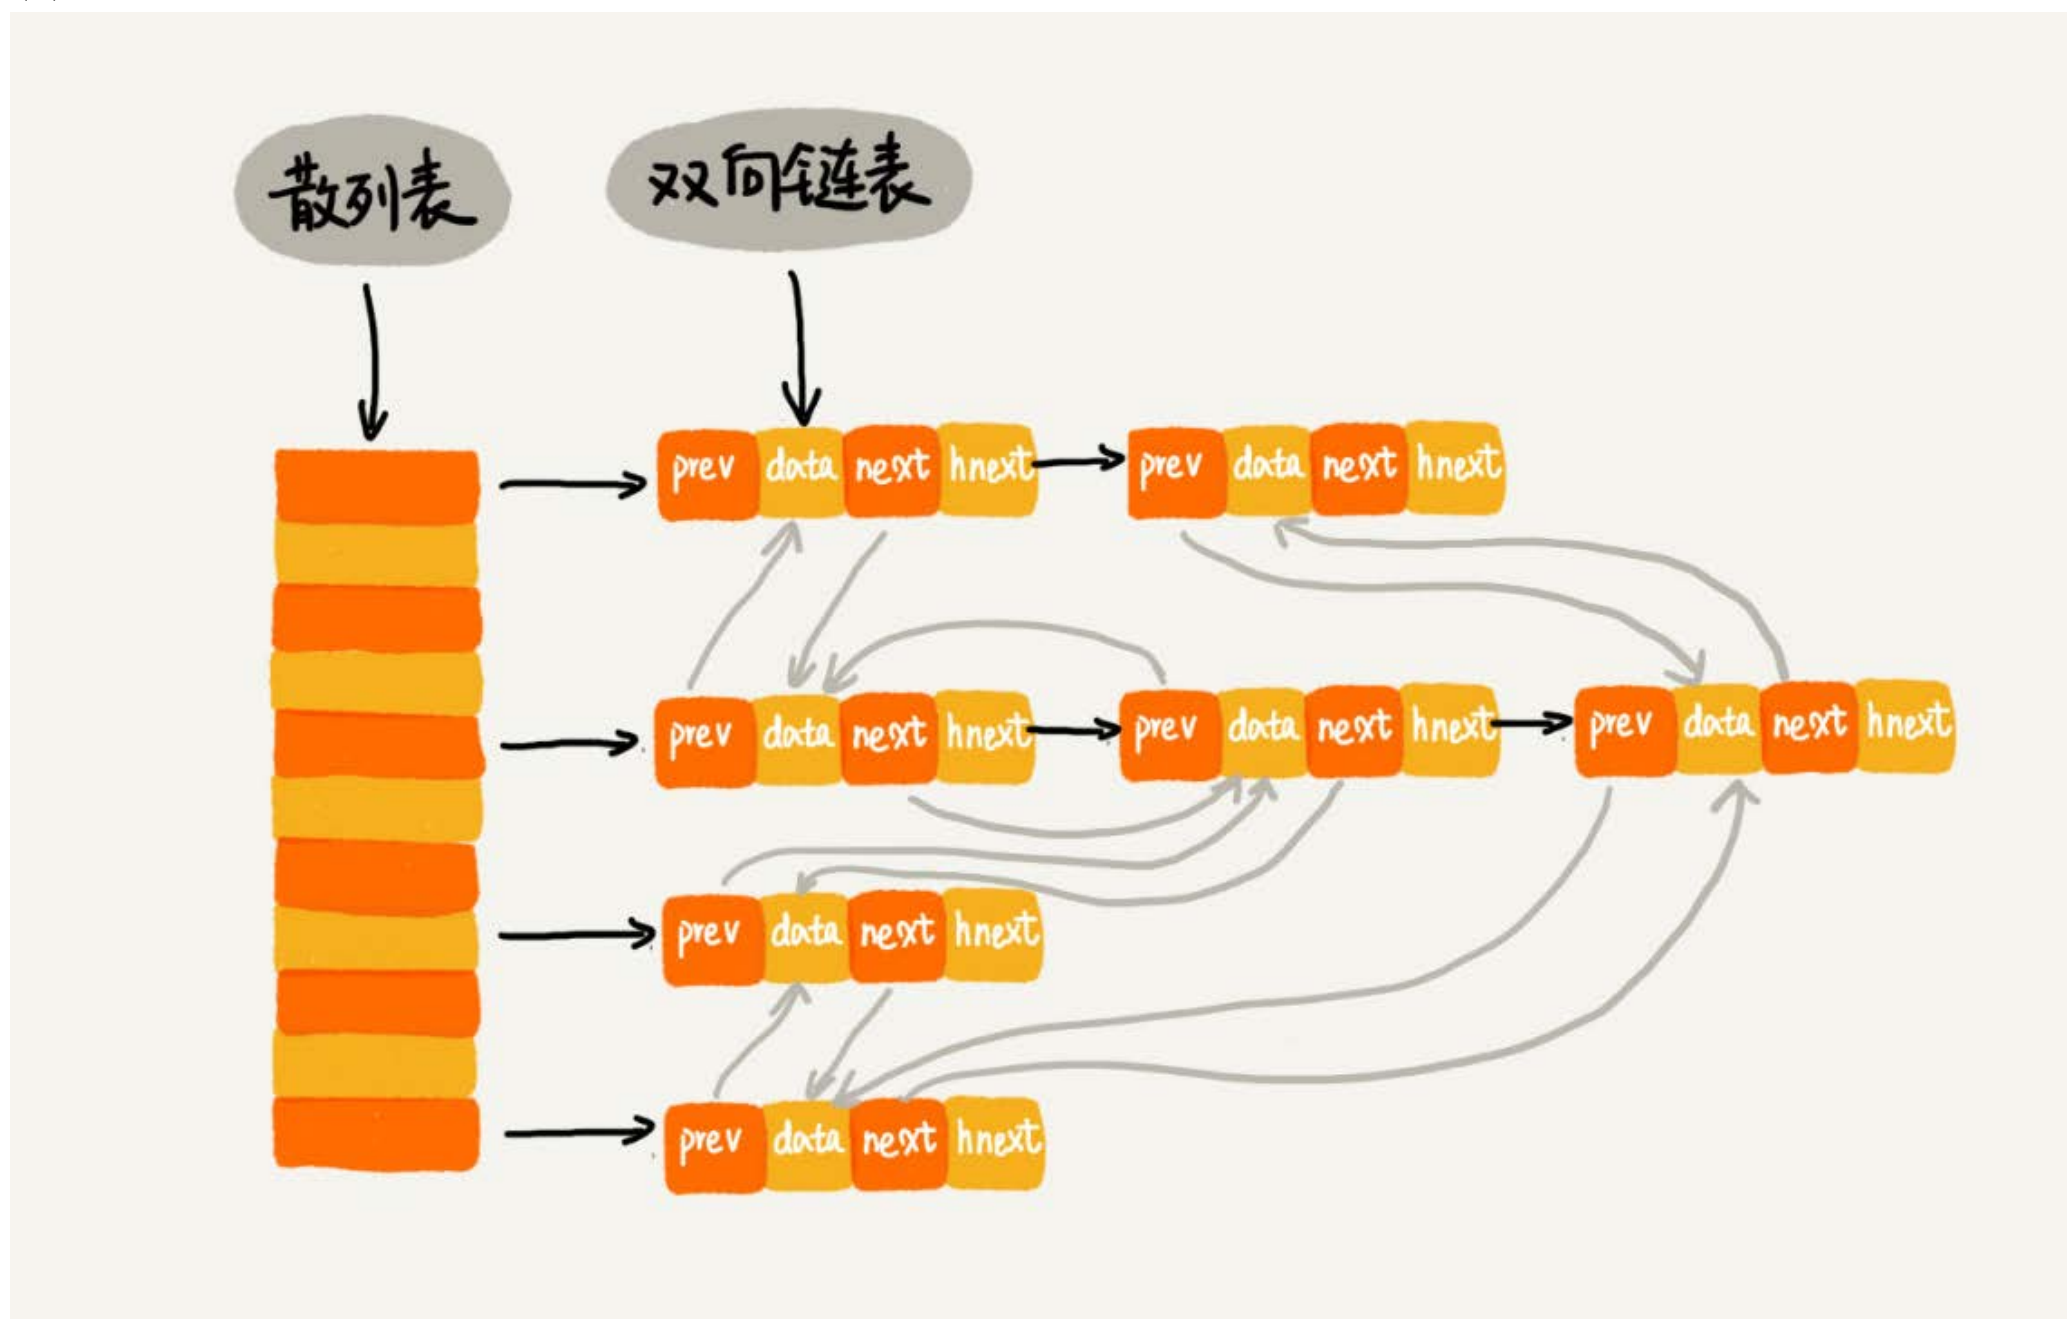 散列表
双向链表
prev data next hnext prev data next hnext
prev data next hnext prev data next hnext prev data next hnext
prev data next hnext
prev data next hnext